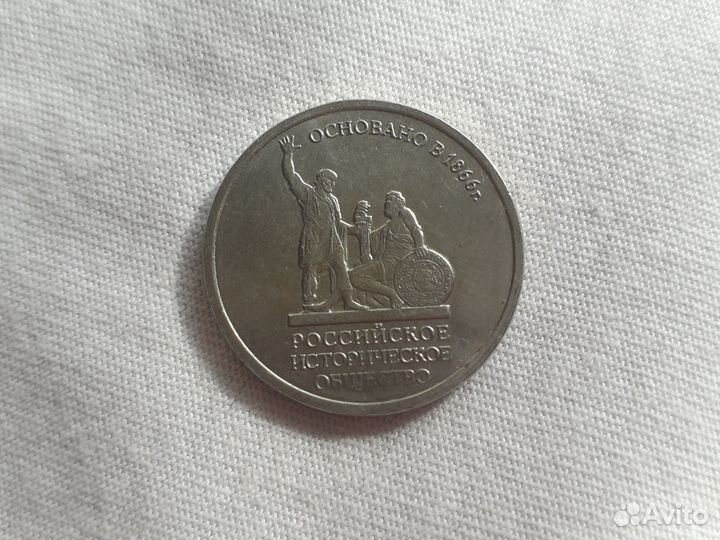 ОСНОВАНО В 1866 г.
РОССИЙСКОЕ
ИСТОРИЧЕСКОЕ
ОБЩЕСТВО
Avito